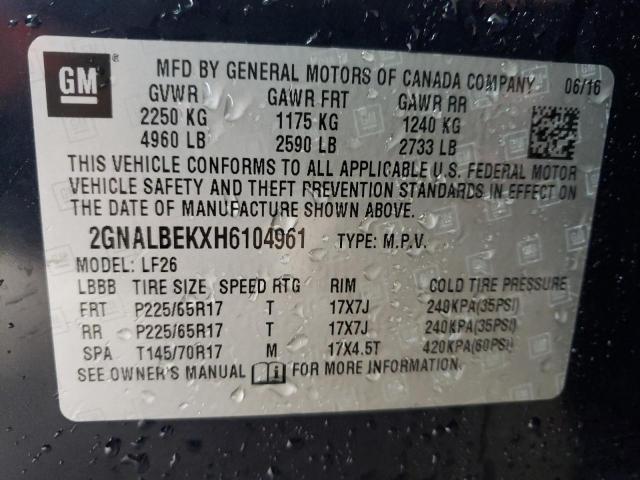 GM
MFD BY GENERAL MOTORS OF CANADA COMPANY 06/16
GVWR GAWR FRT GAWR RR
2250 KG 1175 KG 1240 KG
4960 LB 2590 LB 2733 LB
THIS VEHICLE CONFORMS TO ALL APPLICABLE U.S. FEDERAL MOTOR
VEHICLE SAFETY AND THEFT PREVENTION STANDARDS IN EFFECT ON
THE DATE OF MANUFACTURE SHOWN ABOVE.
2GNALBEKXH6104961 TYPE: M.P.V.
MODEL: LF26
LBBB TIRE SIZE SPEED RTG RIM COLD TIRE PRESSURE
FRT P225/65R17 T 17X7J 240KPA(35PSI)
RR P225/65R17 T 17X7J 240KPA(35PSI)
SPA T145/70R17 M 17X4.5T 420KPA(60PSI)
SEE OWNER'S MANUAL FOR MORE INFORMATION.